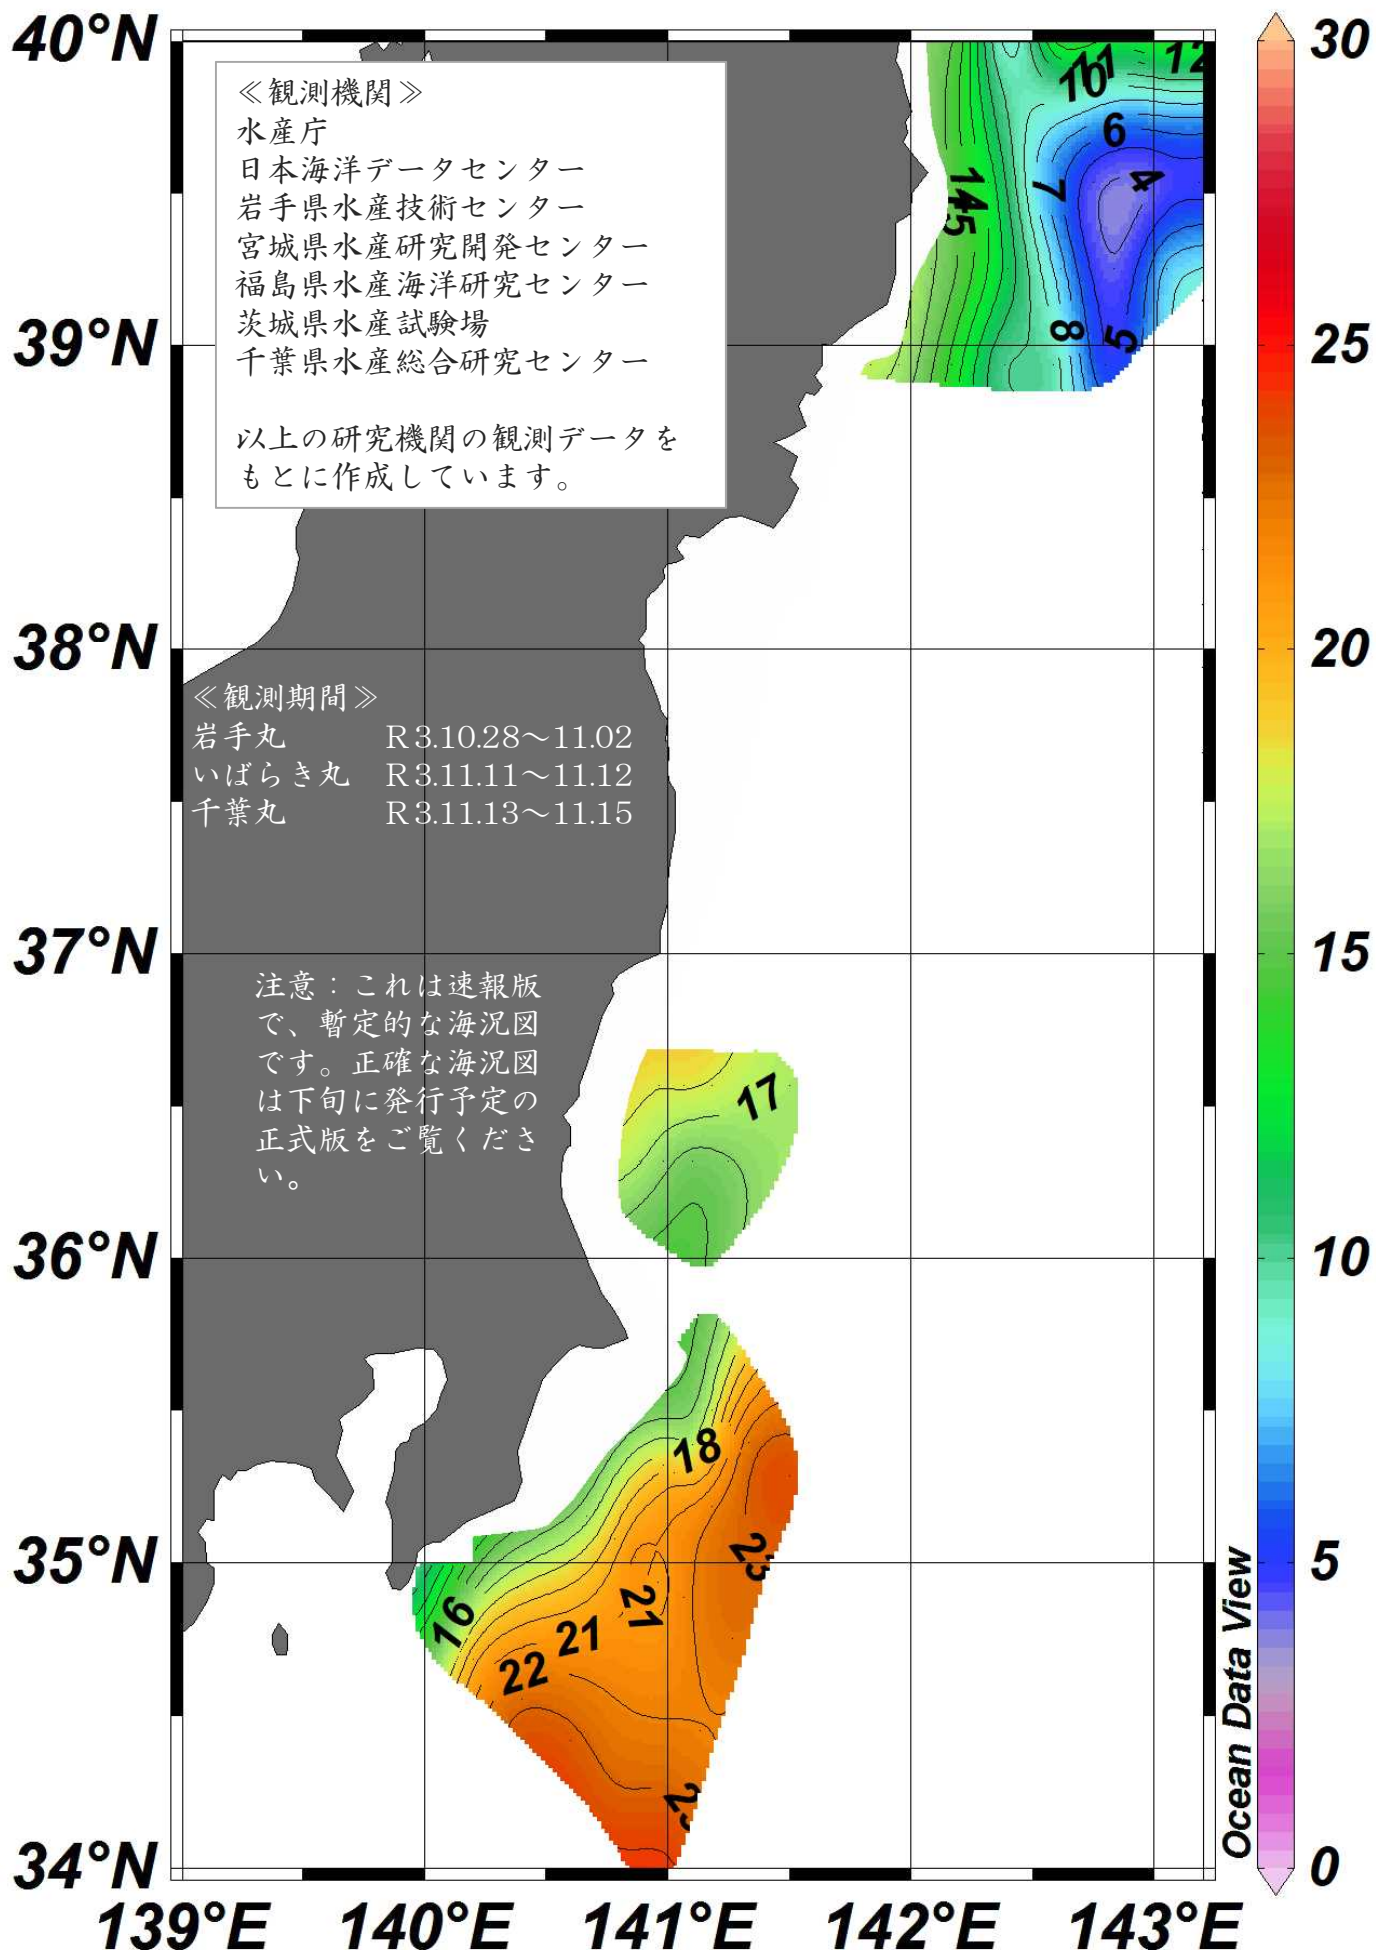 40°N
≪観測機関≫
水産庁
日本海洋データセンター
岩手県水産技術センター
宮城県水産研究開発センター
福島県水産海洋研究センター
茨城県水産試験場
千葉県水産総合研究センター
以上の研究機関の観測データを
もとに作成しています。
10
11
12
6
4
7
14
15
8
5
39°N
38°N
≪観測期間≫
岩手丸 R3.10.28～11.02
いばらき丸 R3.11.11～11.12
千葉丸 R3.11.13～11.15
37°N
注意：これは速報版
で、暫定的な海況図
です。正確な海況図
は下旬に発行予定の
正式版をご覧くださ
い。
17
36°N
18
35°N
23
16
21
21
22
23
34°N
139°E 140°E 141°E 142°E 143°E
30
25
20
15
10
5
0
Ocean Data View